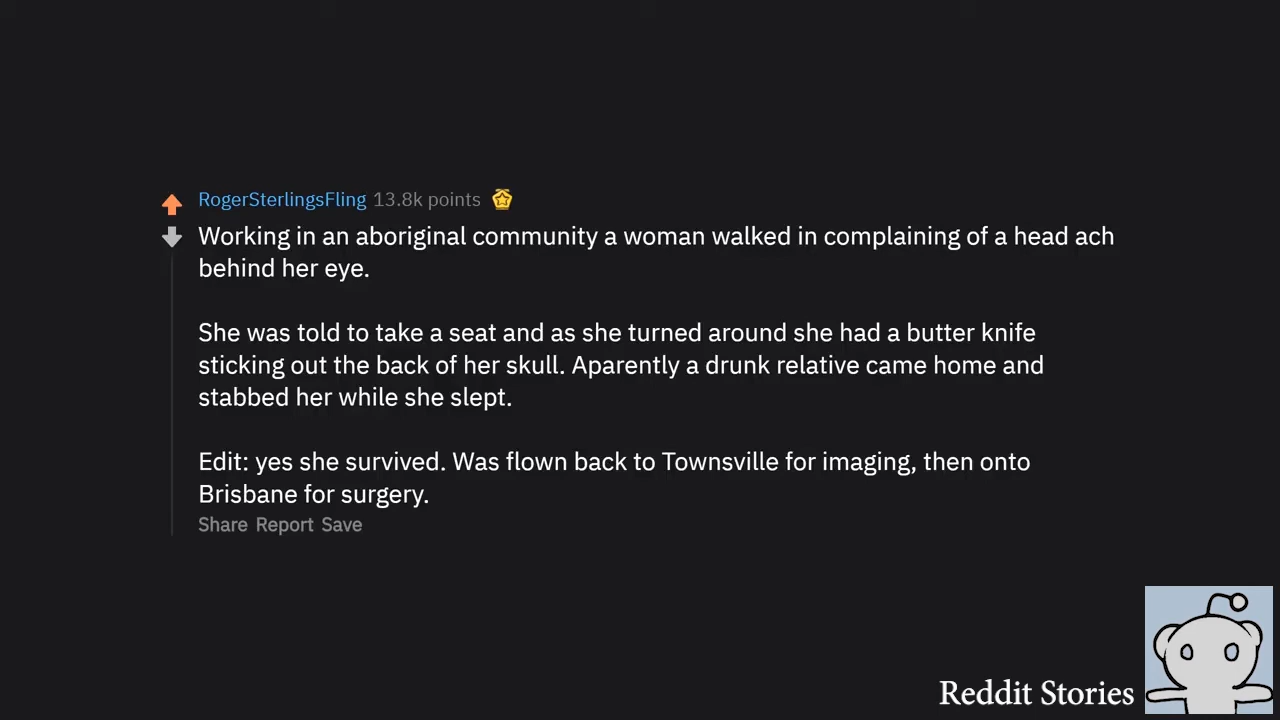 RogerSterlingsFling 13.8k points
Working in an aboriginal community a woman walked in complaining of a head ach
behind her eye.
She was told to take a seat and as she turned around she had a butter knife
sticking out the back of her skull. Aparently a drunk relative came home and
stabbed her while she slept.
Edit: yes she survived. Was flown back to Townsville for imaging, then onto
Brisbane for surgery.
Share Report Save
Reddit Stories